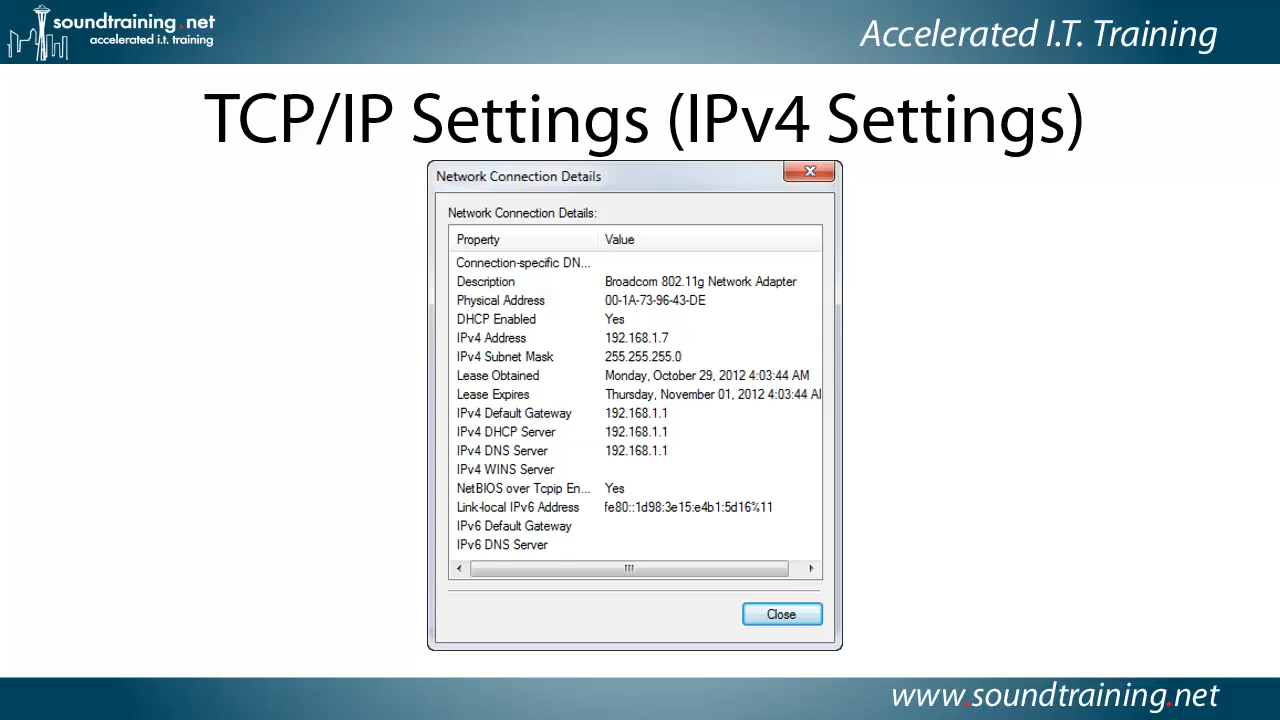 soundtraining.net
accelerated i.t. training
Accelerated I.T. Training
TCP/IP Settings (IPv4 Settings)
Network Connection Details
Network Connection Details:
Property Value
Connection-specific DN...
Description Broadcom 802.11g Network Adapter
Physical Address 00-1A-73-96-43-DE
DHCP Enabled Yes
IPv4 Address 192.168.1.7
IPv4 Subnet Mask 255.255.255.0
Lease Obtained Monday, October 29, 2012 4:03:44 AM
Lease Expires Thursday, November 01, 2012 4:03:44 AM
IPv4 Default Gateway 192.168.1.1
IPv4 DHCP Server 192.168.1.1
IPv4 DNS Server 192.168.1.1
IPv4 WINS Server
NetBIOS over Tcpip En... Yes
Link-local IPv6 Address fe80::1d98:3e15:e4b1:5d16%11
IPv6 Default Gateway
IPv6 DNS Server
Close
www.soundtraining.net